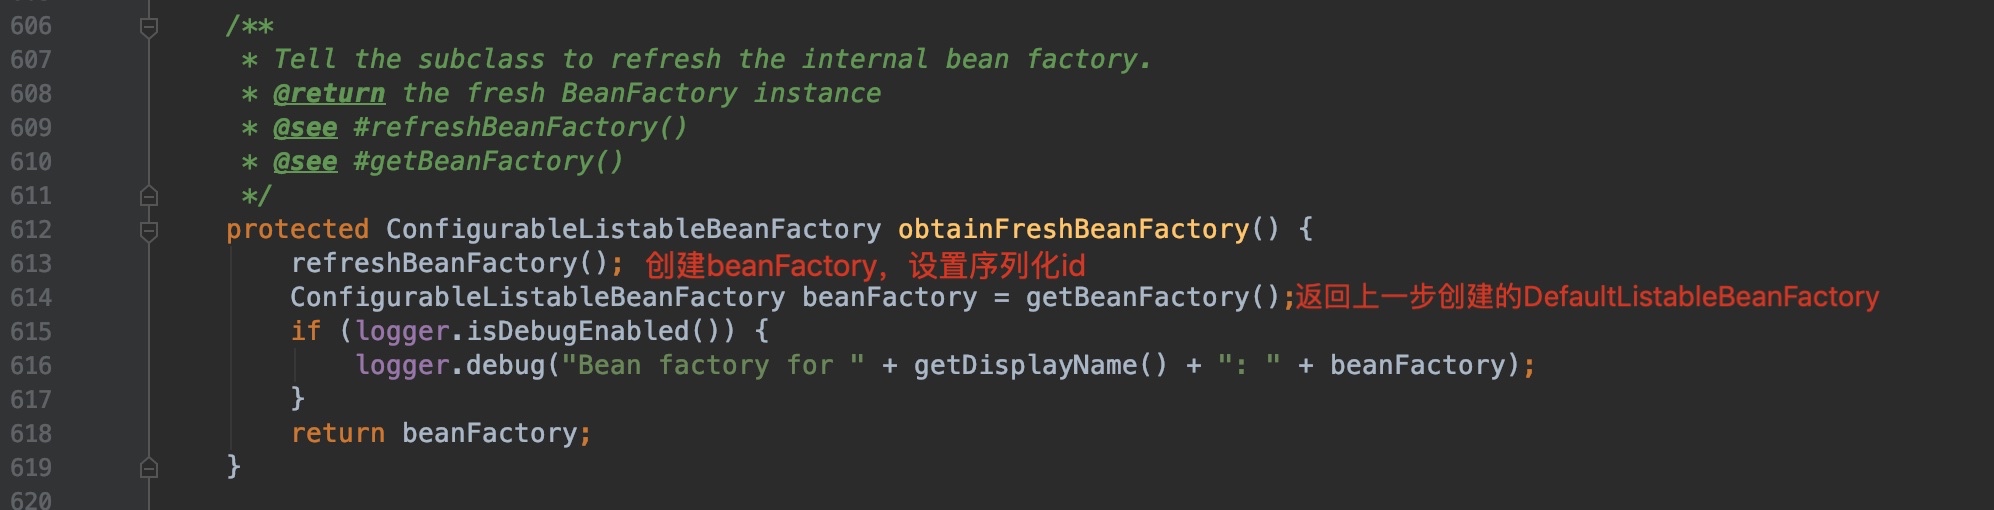 606 /**
607 * Tell the subclass to refresh the internal bean factory.
608 * @return the fresh BeanFactory instance
609 * @see #refreshBeanFactory()
610 * @see #getBeanFactory()
611 */
612 protected ConfigurableListableBeanFactory obtainFreshBeanFactory() {
613 refreshBeanFactory(); 创建beanFactory，设置序列化id
614 ConfigurableListableBeanFactory beanFactory = getBeanFactory();返回上一步创建的DefaultListableBeanFactory
615 if (logger.isDebugEnabled()) {
616 logger.debug("Bean factory for " + getDisplayName() + ": " + beanFactory);
617 }
618 return beanFactory;
619 }
620